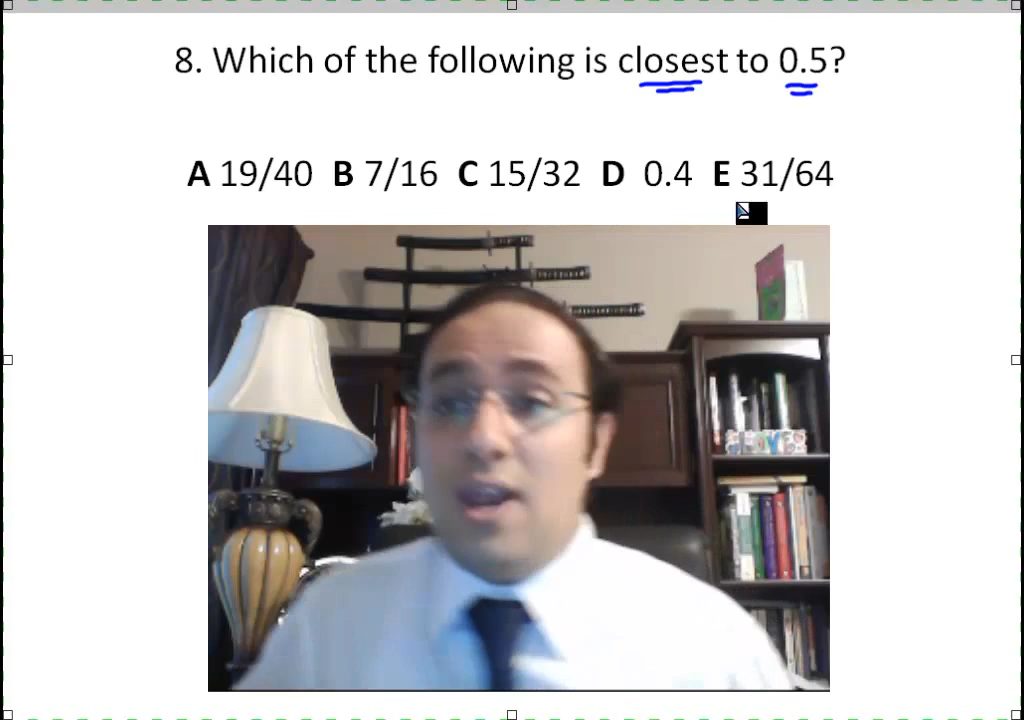 8. Which of the following is closest to 0.5?
A 19/40 B 7/16 C 15/32 D 0.4 E 31/64
LOVE